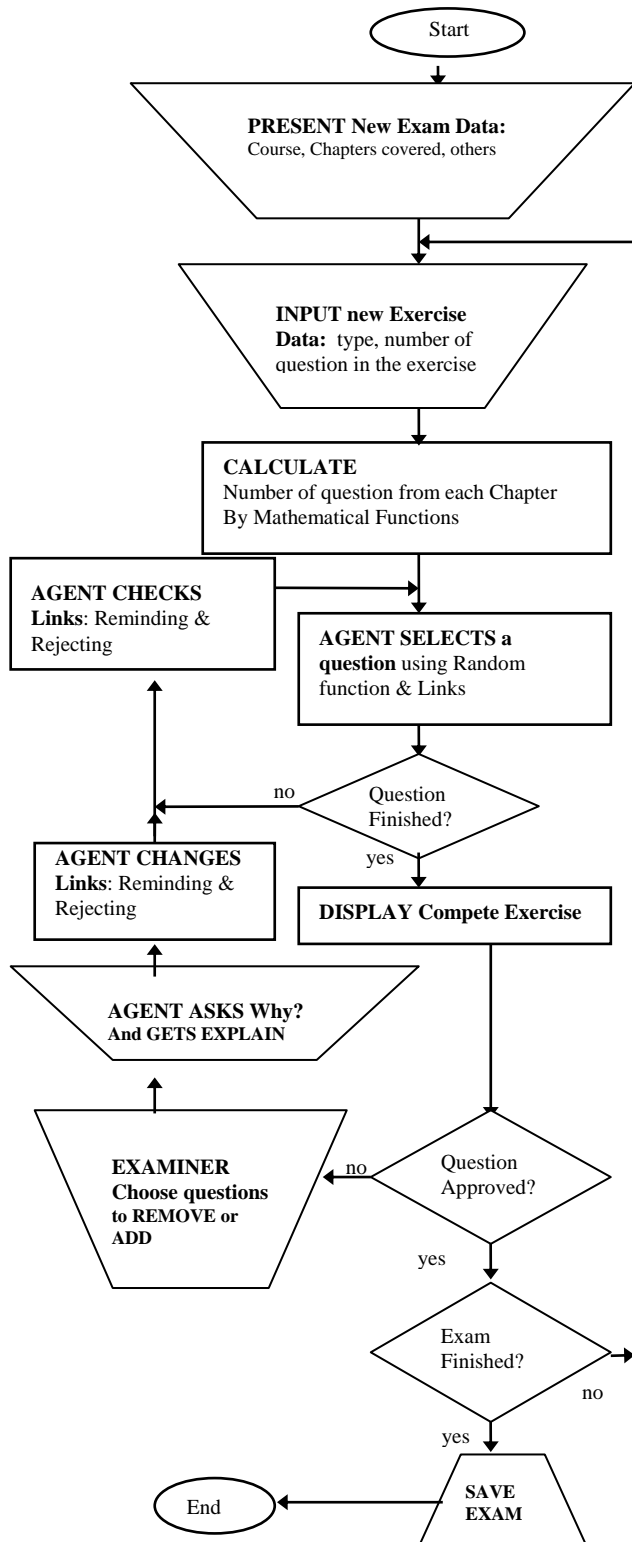 Start
PRESENT New Exam Data:
Course, Chapters covered, others
INPUT new Exercise
Data: type, number of
question in the exercise
CALCULATE
Number of question from each Chapter
By Mathematical Functions
AGENT CHECKS
Links: Reminding &
Rejecting
AGENT SELECTS a
question using Random
function & Links
no
Question
Finished?
yes
AGENT CHANGES
Links: Reminding &
Rejecting
DISPLAY Compete Exercise
AGENT ASKS Why?
And GETS EXPLAIN
EXAMINER
Choose questions
to REMOVE or
ADD
no
Question
Approved?
yes
Exam
Finished?
no
yes
SAVE
EXAM
End